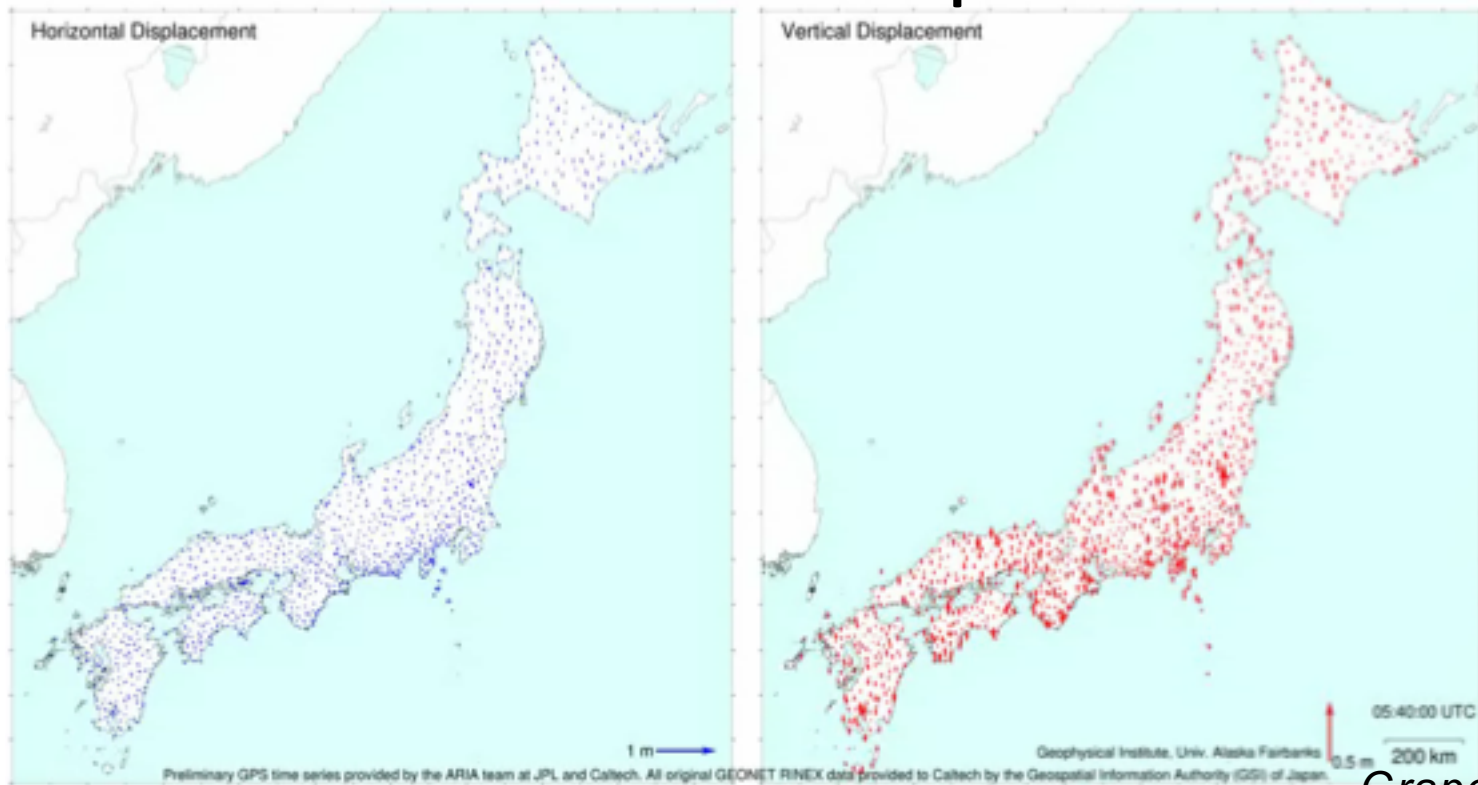 Horizontal Displacement
Vertical Displacement
1 m
05:40:00 UTC
Geophysical Institute, Univ. Alaska Fairbanks
0.5 m
200 km
Preliminary GPS time series provided by the ARIA team at JPL and Caltech. All original GEONET RINEX data provided to Caltech by the Geospatial Information Authority (GSI) of Japan.